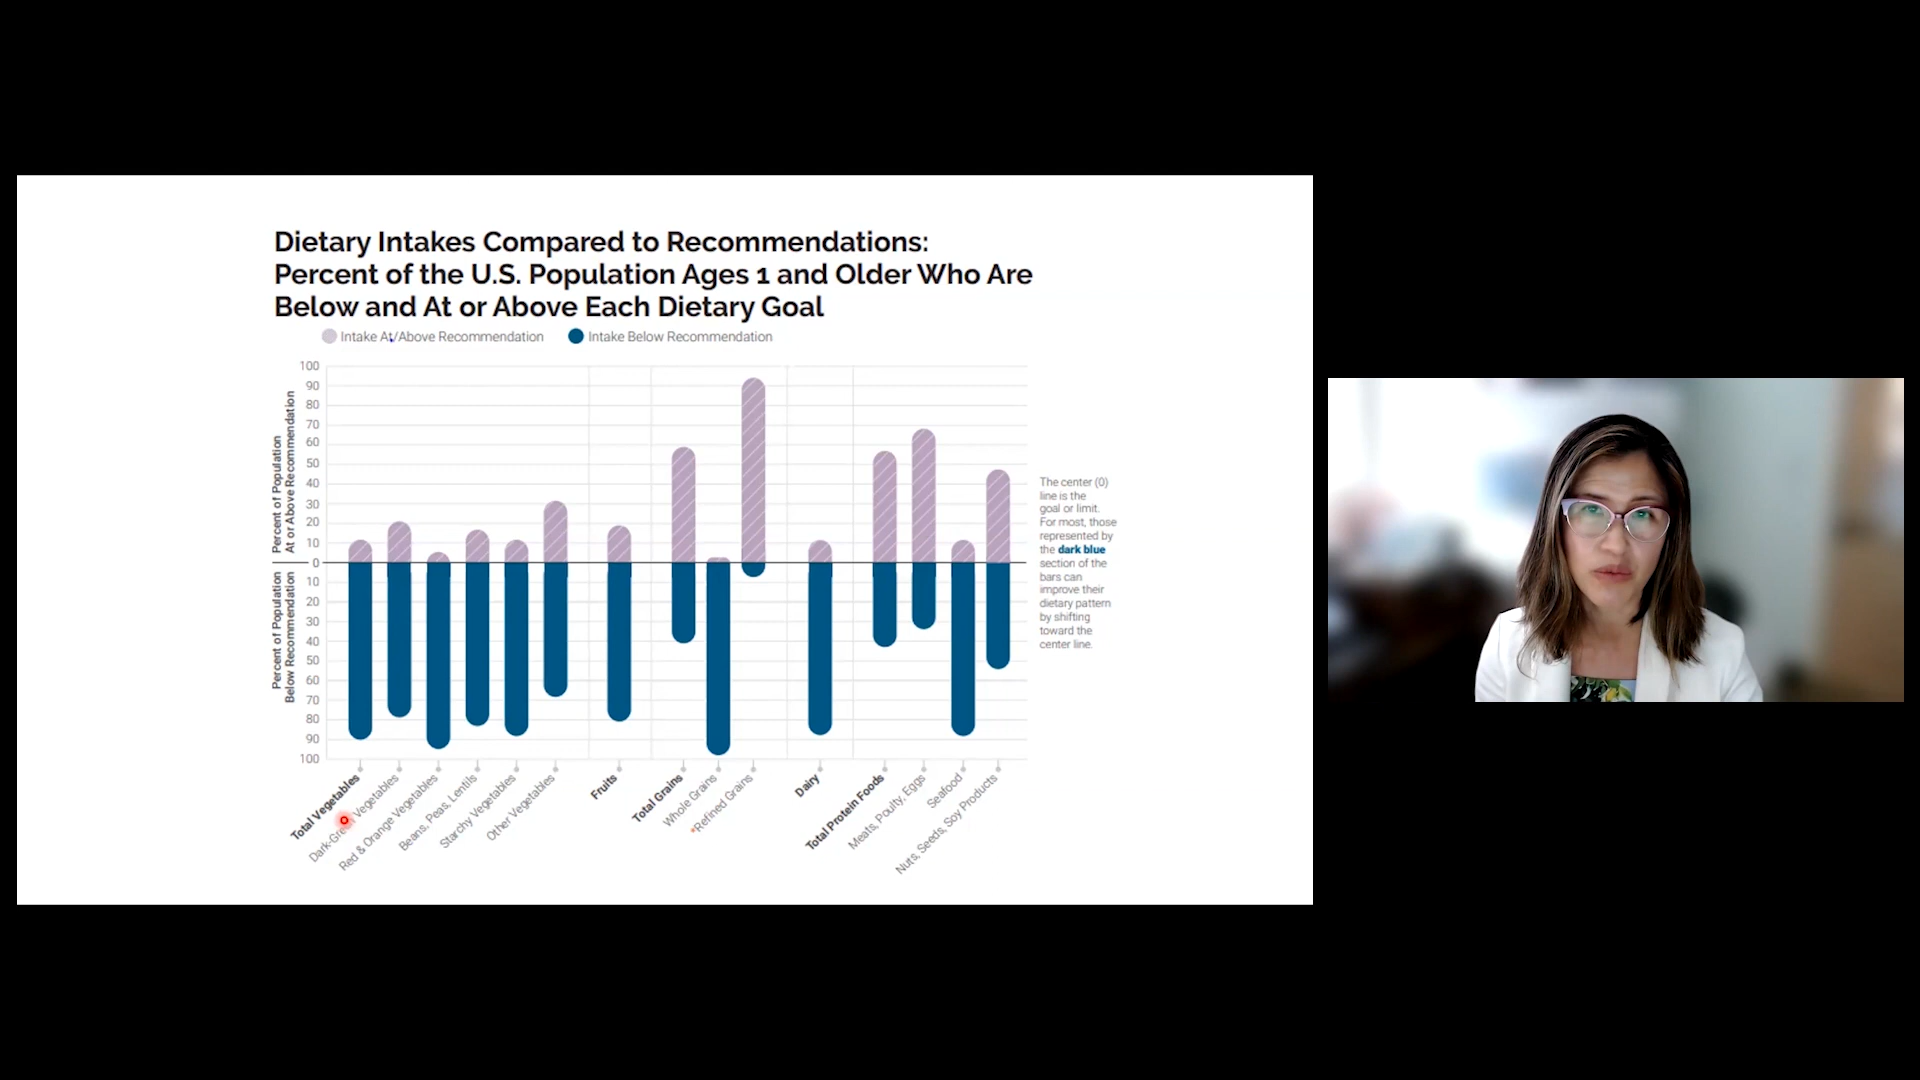 Dietary Intakes Compared to Recommendations:
Percent of the U.S. Population Ages 1 and Older Who Are
Below and At or Above Each Dietary Goal
Intake At/Above Recommendation
Intake Below Recommendation
Percent of Population
At or Above Recommendation
100
90
80
70
60
50
40
30
20
10
0
10
20
30
40
50
60
70
80
90
100
Percent of Population
Below Recommendation
The center (0)
line is the
goal or limit.
For most, those
represented by
the dark blue
section of the
bars can
improve their
dietary pattern
by shifting
toward the
center line.
Total Vegetables
Dark-Green Vegetables
Red & Orange Vegetables
Beans, Peas, Lentils
Starchy Vegetables
Other Vegetables
Fruits
Total Grains
Whole Grains
*Refined Grains
Dairy
Total Protein Foods
Meats, Poulty, Eggs
Seafood
Nuts, Seeds, Soy Products